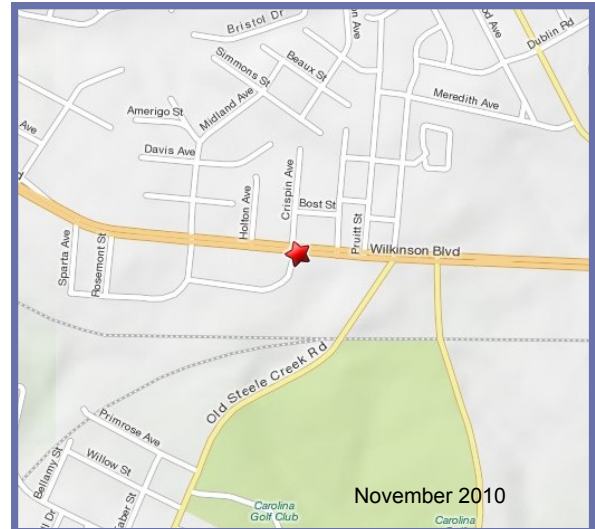 Bristol Dr
Dublin Rd
Simmons St
Beaux St
Meredith Ave
Midland Ave
Amerigo St
Ave
Davis Ave
Crispin Ave
Holton Ave
Bost St
Pruitt St
Wilkinson Blvd
Sparta Ave
Rosemont St
Old Steele Creek Rd
Primrose Ave
Willow St
Bellamy St
November 2010
Carolina
Golf Club
Carolina